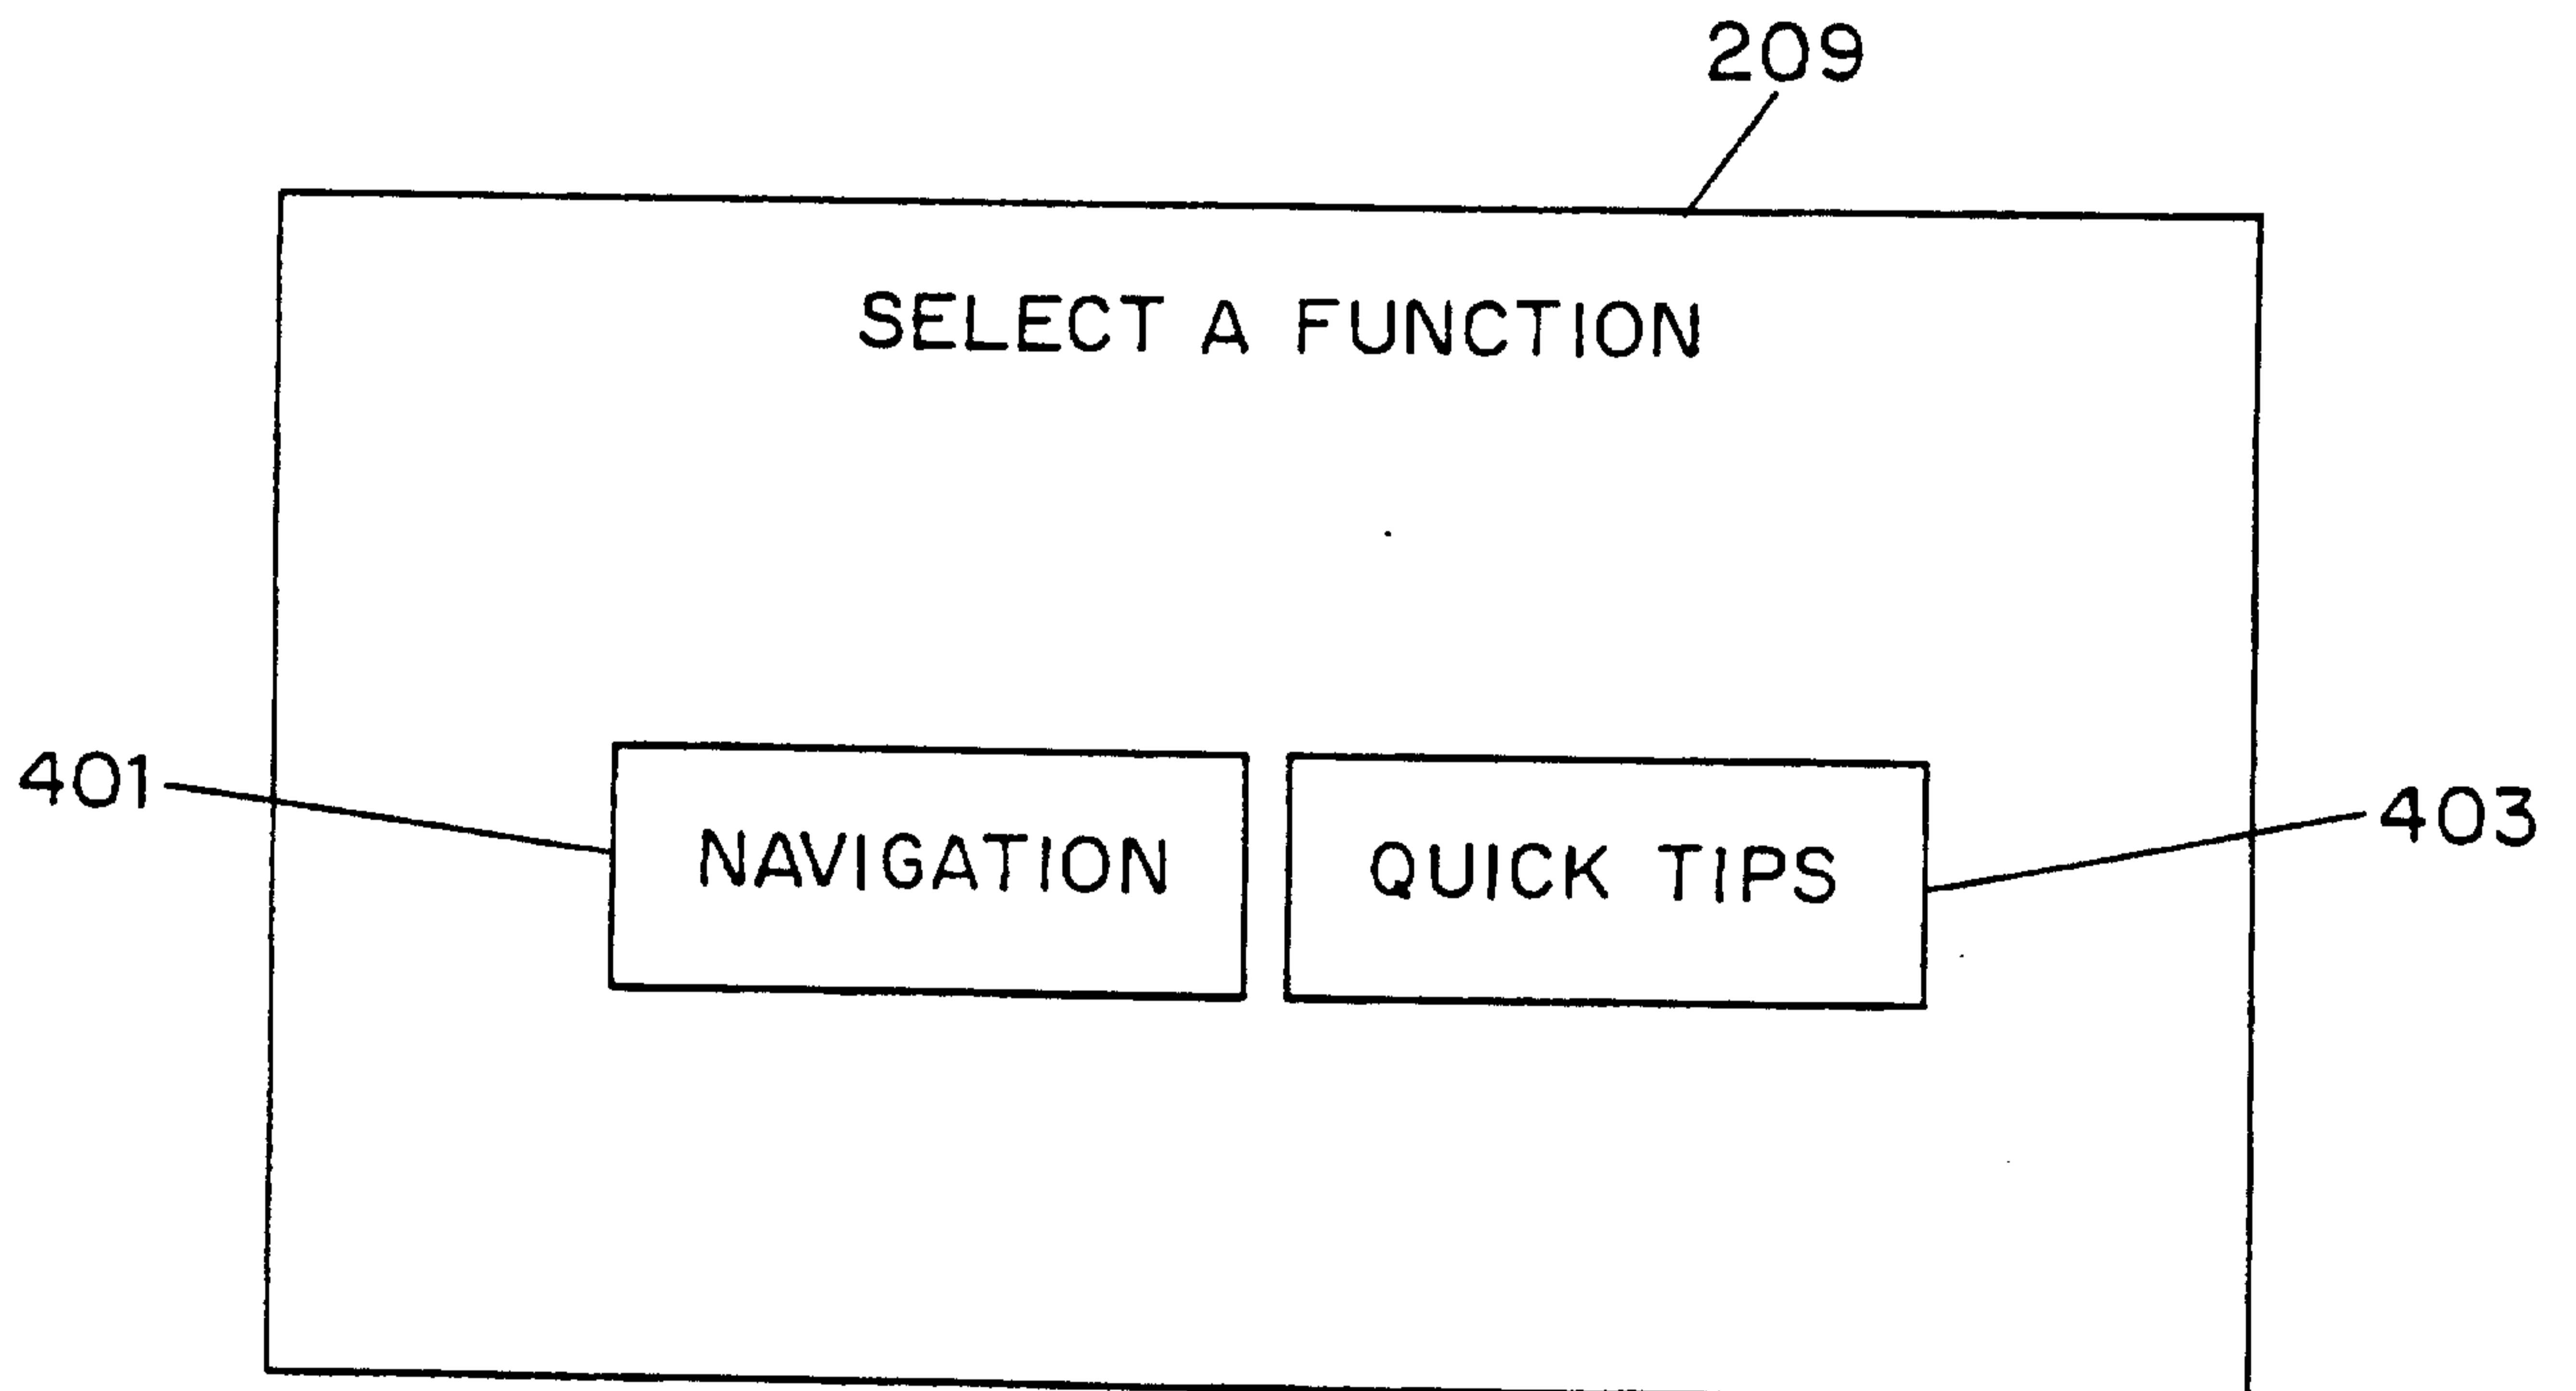 209
SELECT A FUNCTION
401
NAVIGATION
QUICK TIPS
403